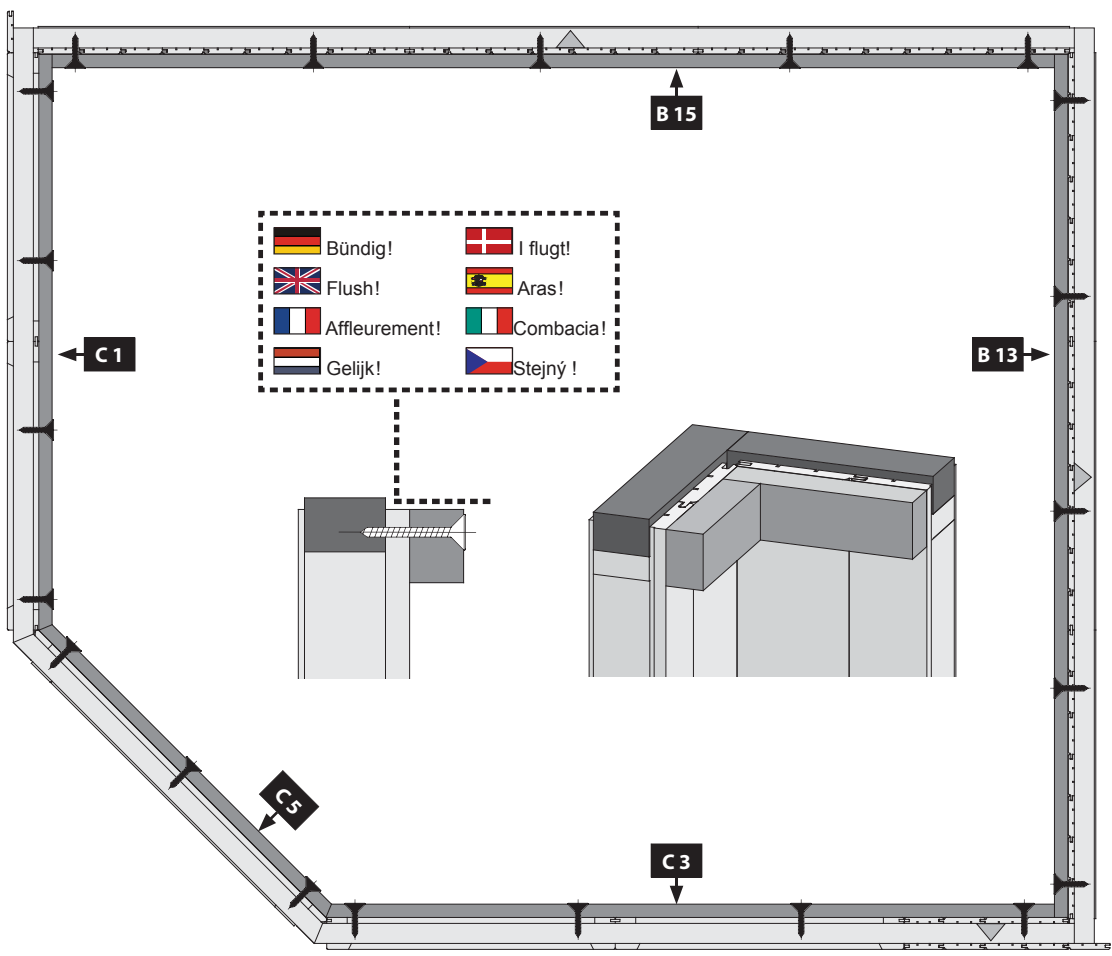 B 15
Bündig!
I flugt!
Flush!
Aras!
Affleurement!
Combacia!
Gelijk!
Stejný !
C 1
B 13
C 5
C 3